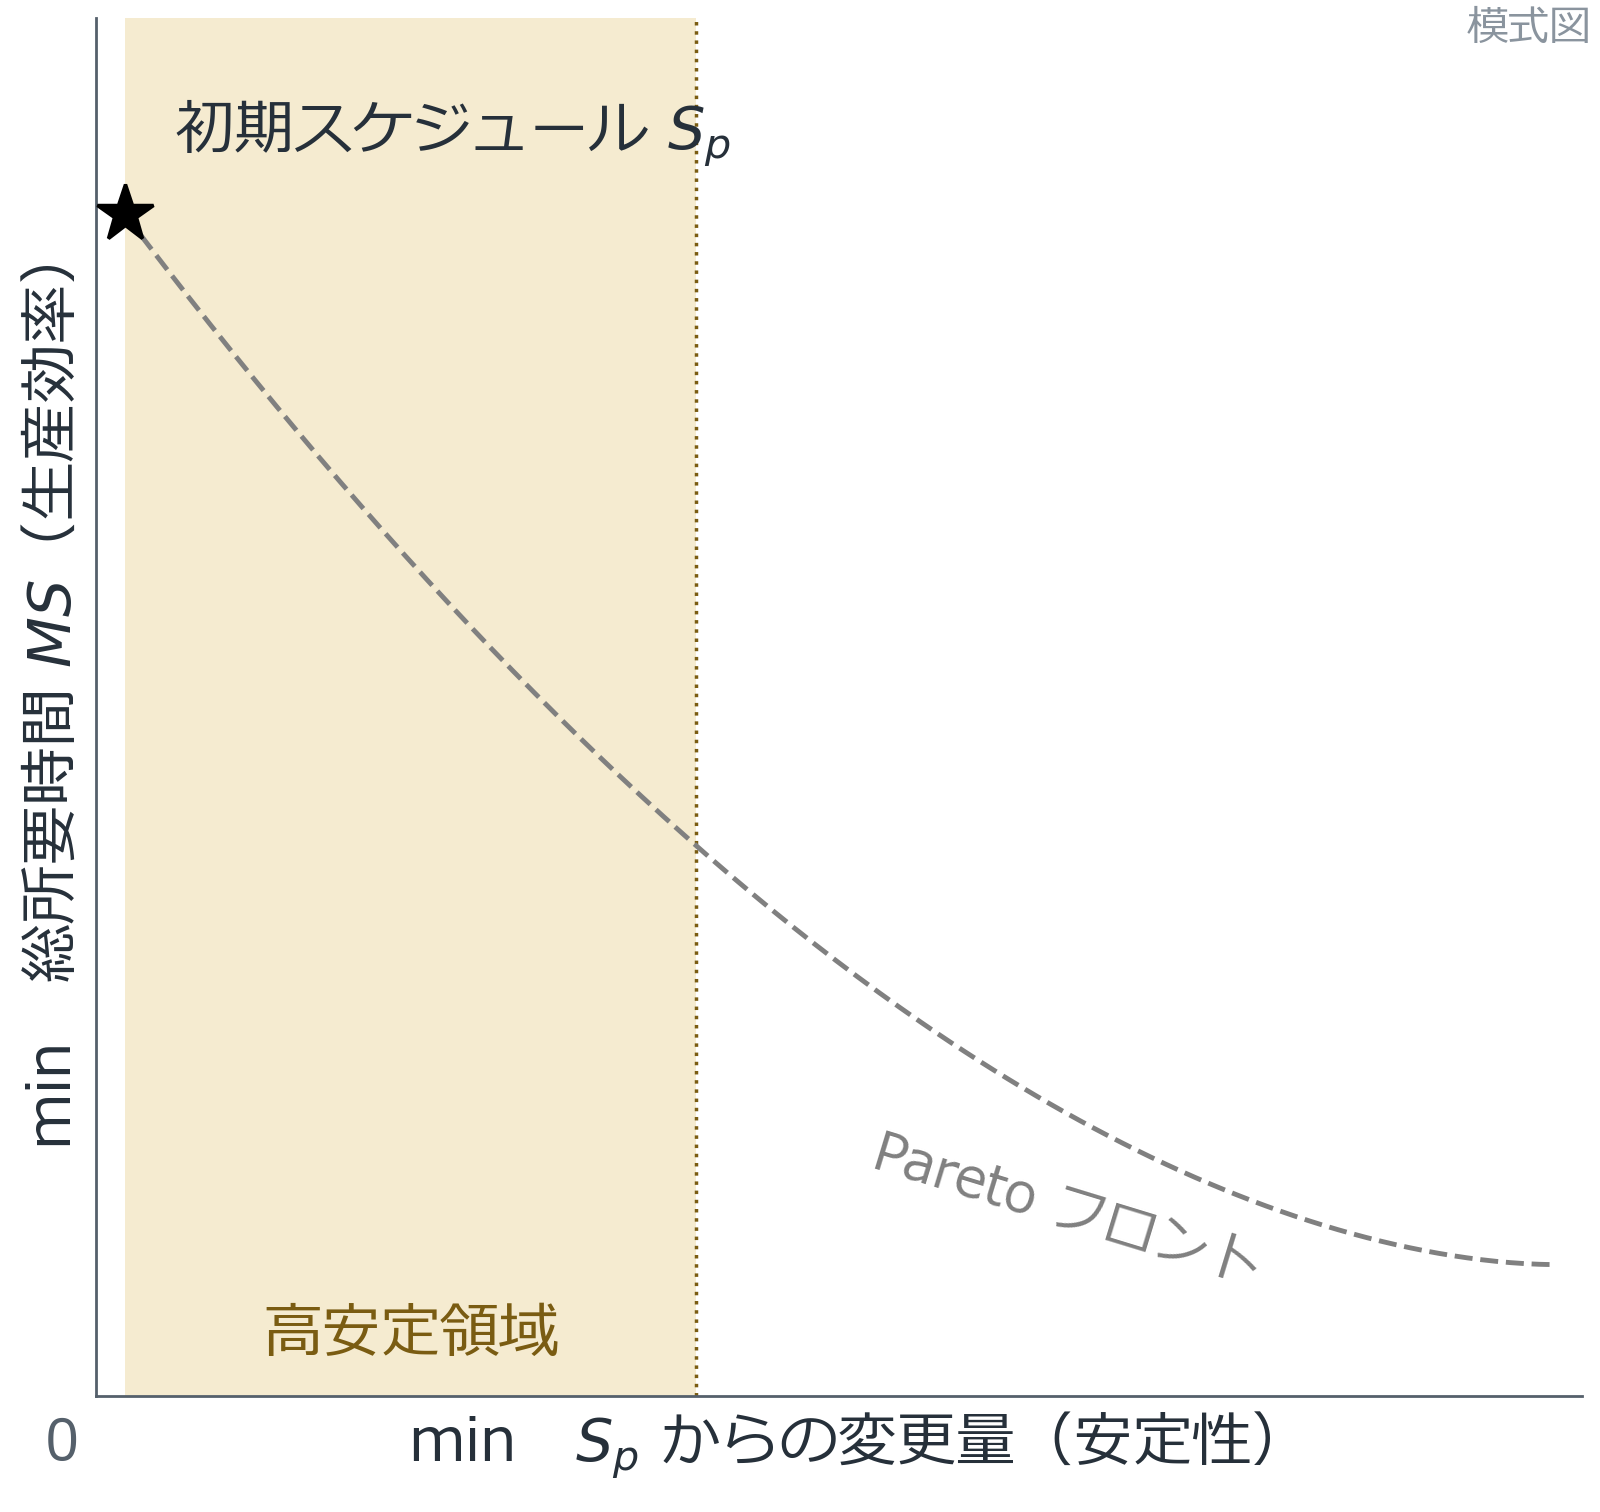 模式図
初期スケジュール Sp
min 総所要時間 MS（生産効率）
Pareto フロント
高安定領域
0
min Sp からの変更量（安定性）